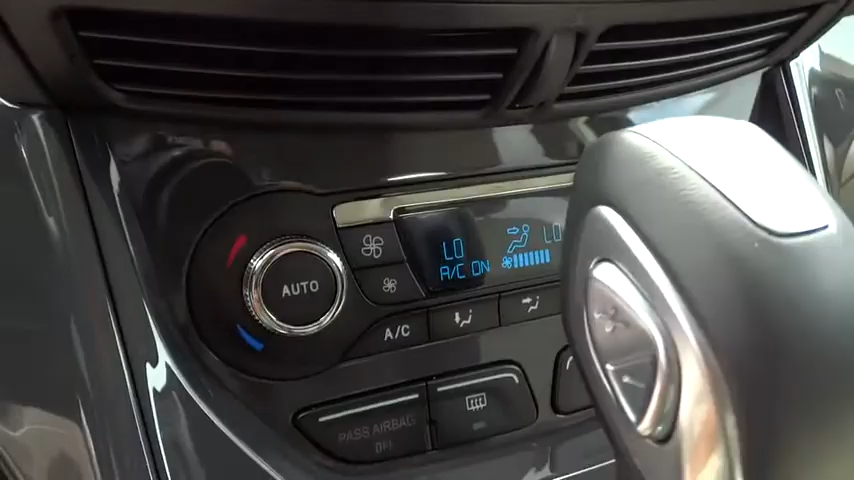 LO
LO
A/C ON
AUTO
A/C
PASS AIRBAG
OFF
+
-